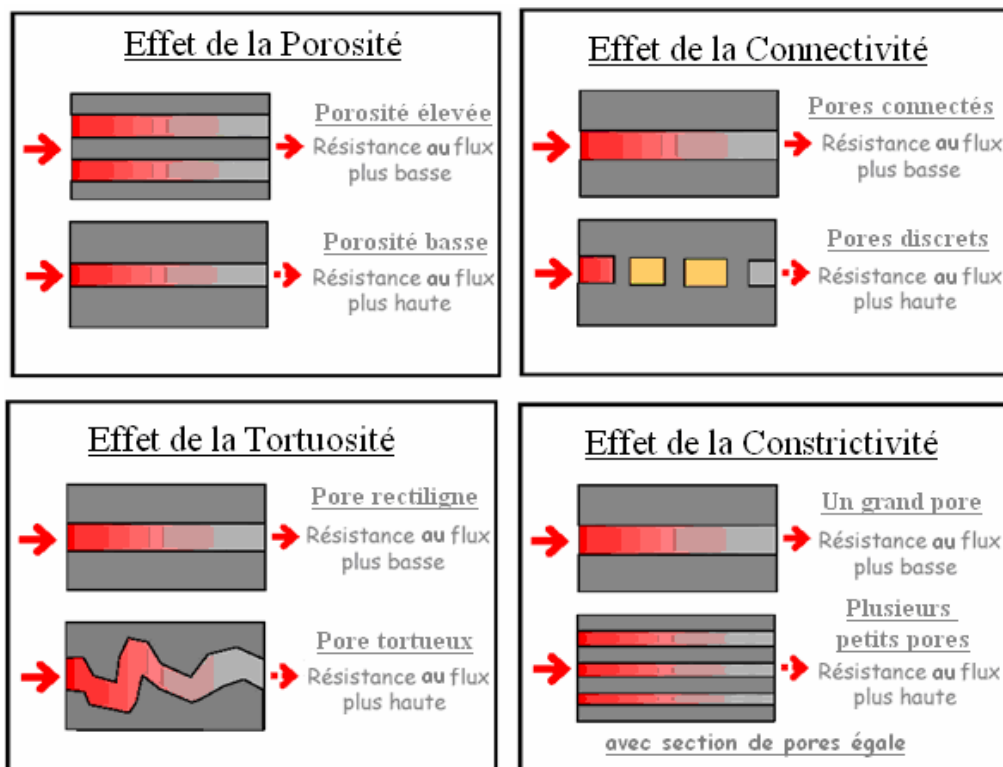 Effet de la Porosité
Porosité élevée
Résistance au flux
plus basse
Porosité basse
Résistance au flux
plus haute
Effet de la Connectivité
Pores connectés
Résistance au flux
plus basse
Pores discrets
Résistance au flux
plus haute
Effet de la Tortuosité
Pore rectiligne
Résistance au flux
plus basse
Pore tortueux
Résistance au flux
plus haute
Effet de la Constrictivité
Un grand pore
Résistance au flux
plus basse
Plusieurs
petits pores
Résistance au flux
plus haute
avec section de pores égale